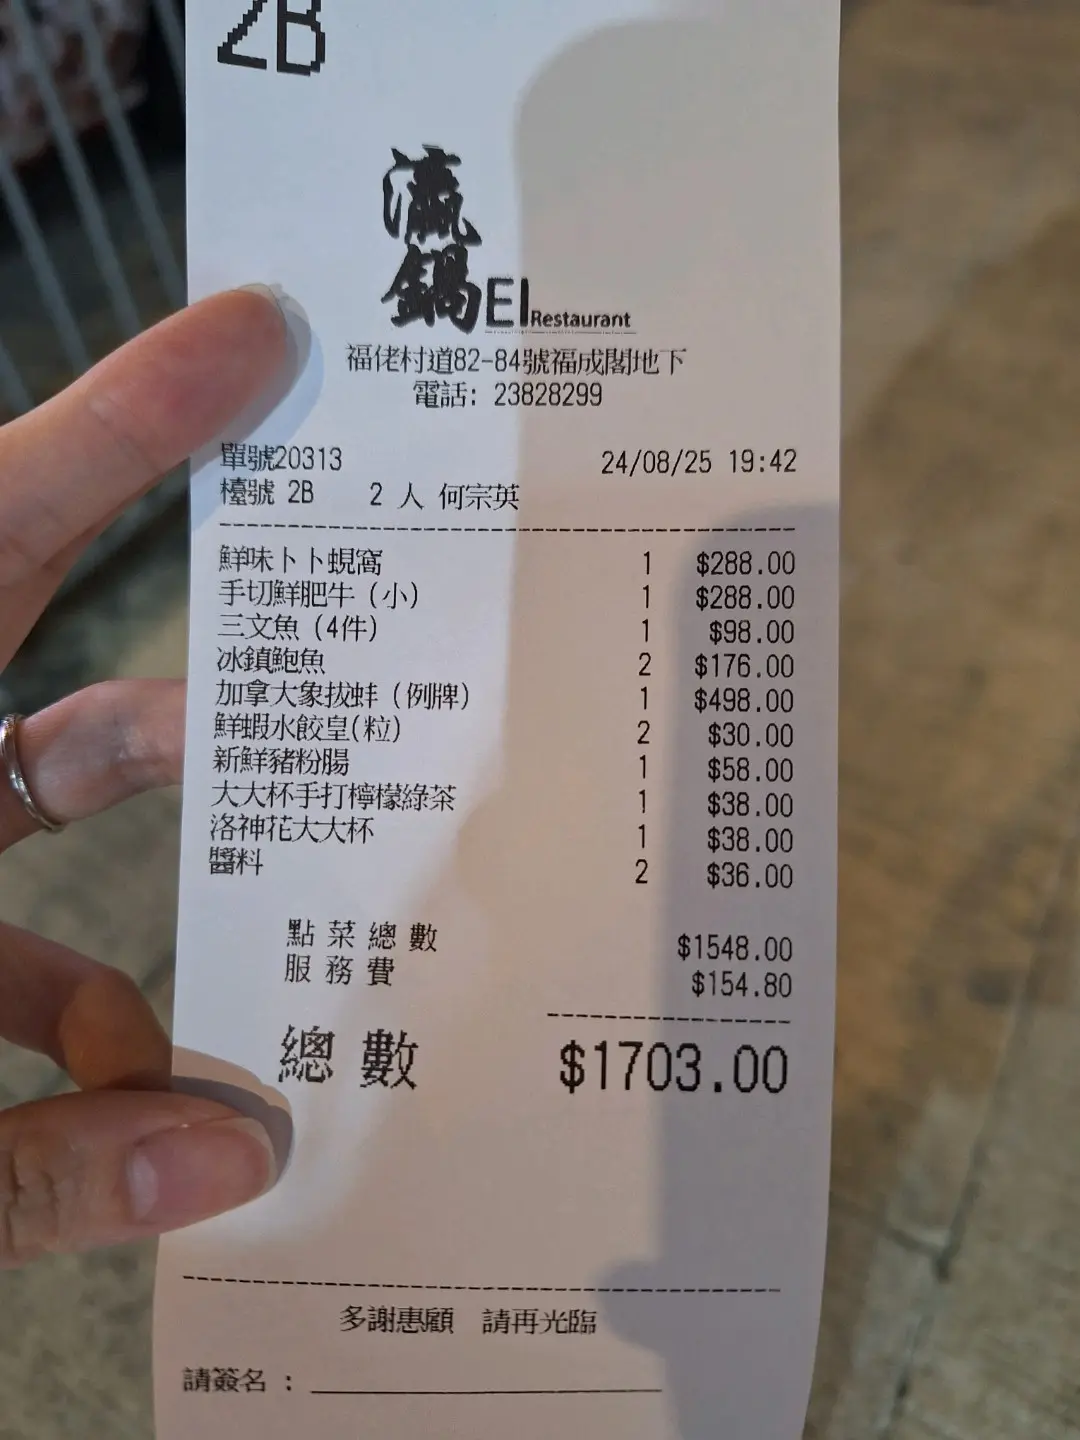 2B
瀛
鍋 EI Restaurant
福佬村道82-84號福成閣地下
電話: 23828299
單號20313 24/08/25 19:42
檯號 2B 2 人 何宗英
鮮味卜卜蜆窩 1 $288.00
手切鮮肥牛 (小) 1 $288.00
三文魚 (4件) 1 $98.00
冰鎮鮑魚 2 $176.00
加拿大象拔蚌 (例牌) 1 $498.00
鮮蝦水餃皇(粒) 2 $30.00
新鮮豬粉腸 1 $58.00
大大杯手打檸檬綠茶 1 $38.00
洛神花大大杯 1 $38.00
醬料 2 $36.00
點菜總數 $1548.00
服務費 $154.80
總數 $1703.00
多謝惠顧 請再光臨
請簽名 :